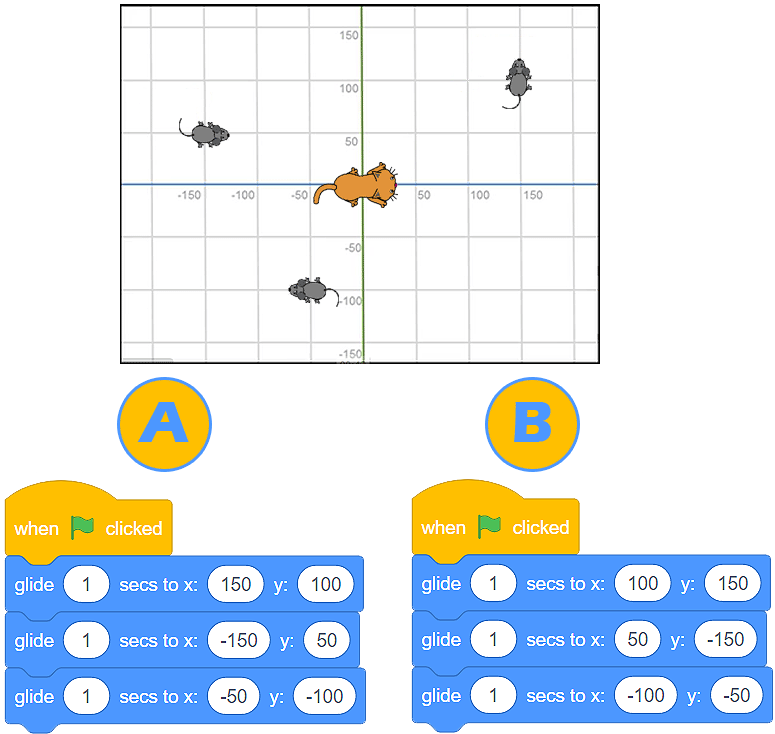 150
100
50
-150 -100 -50 50 100 150
-50
-100
-150
A B
when clicked
glide 1 secs to x: 150 y: 100
glide 1 secs to x: -150 y: 50
glide 1 secs to x: -50 y: -100
when clicked
glide 1 secs to x: 100 y: 150
glide 1 secs to x: 50 y: -150
glide 1 secs to x: -100 y: -50